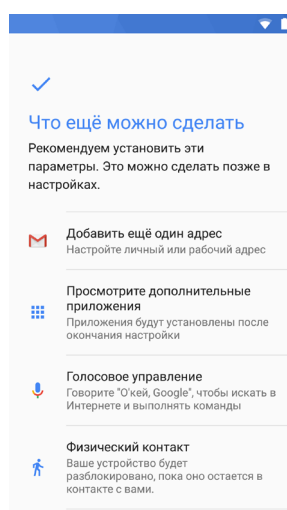 Что ещё можно сделать
Рекомендуем установить эти
параметры. Это можно сделать позже в
настройках.
Добавить ещё один адрес
Настройте личный или рабочий адрес
Просмотрите дополнительные
приложения
Приложения будут установлены после
окончания настройки
Голосовое управление
Говорите "О'кей, Google", чтобы искать в
Интернете и выполнять команды
Физический контакт
Ваше устройство будет
разблокировано, пока оно остается в
контакте с вами.